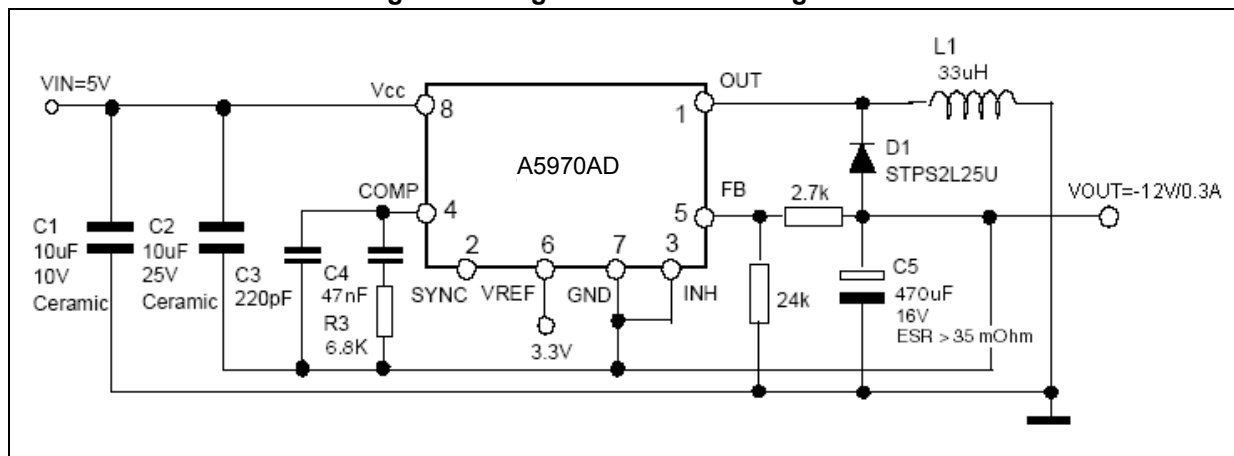 L1
33uH
VIN=5V
Vcc
8
OUT
1
A5970AD
D1
STPS2L25U
COMP
4
FB
5
2.7k
VOUT=-12V/0.3A
C1
10uF
10V
Ceramic
C2
10uF
25V
Ceramic
C3
220pF
C4
47nF
R3
6.8K
2
SYNC
6
VREF
3.3V
7
GND
3
INH
24k
C5
470uF
16V
ESR > 35 mOhm